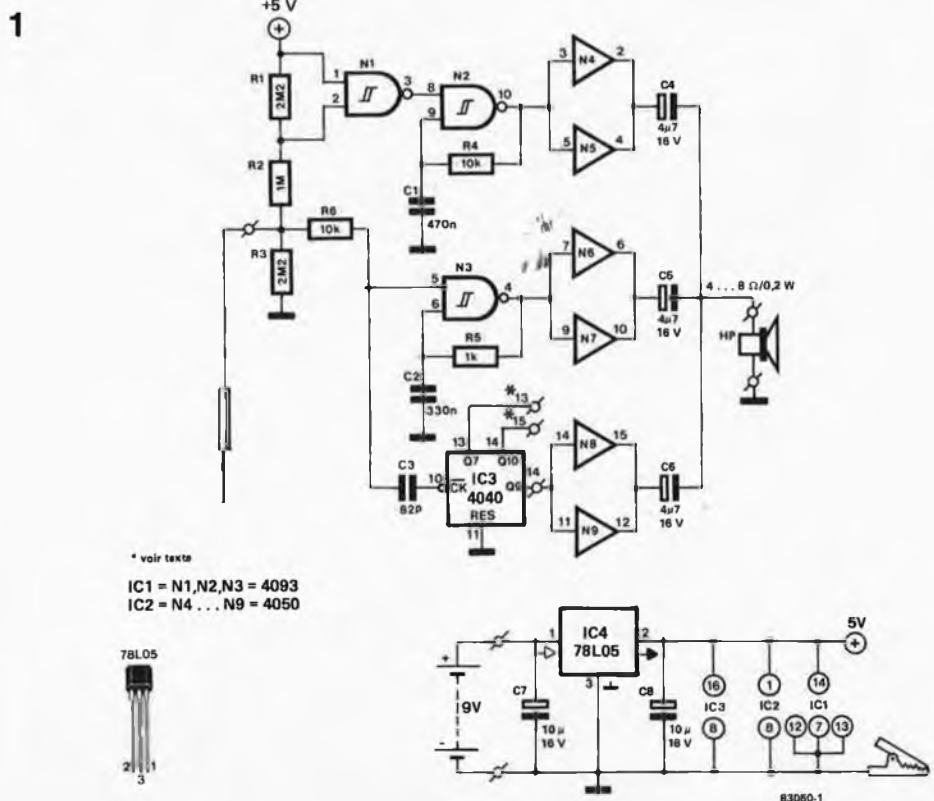 1
+5 V
+
R1
2M2
1
2
N1
3
8
9
N2
10
R4
10k
C1
470n
3
N4
2
5
N5
4
C4
4µ7
16 V
R2
1M
R6
10k
R3
2M2
N3
5
6
4
R5
1k
C2
330n
7
N6
6
9
N7
10
C5
4µ7
16 V
4 ... 8 Ω/0,2 W
HP
*13
*15
13
14
Q7
Q10
C3
82p
10
CK
IC3
4040
Q9
14
RES
11
14
N8
15
11
N9
12
C6
4µ7
16 V
* voir texte
IC1 = N1,N2,N3 = 4093
IC2 = N4 ... N9 = 4050
78L05
2
3
1
+
9V
-
1
IC4
78L05
2
3
C7
10µ
16 V
C8
10µ
16 V
5V
+
16
IC3
8
1
IC2
8
14
IC1
12
7
13
83050-1